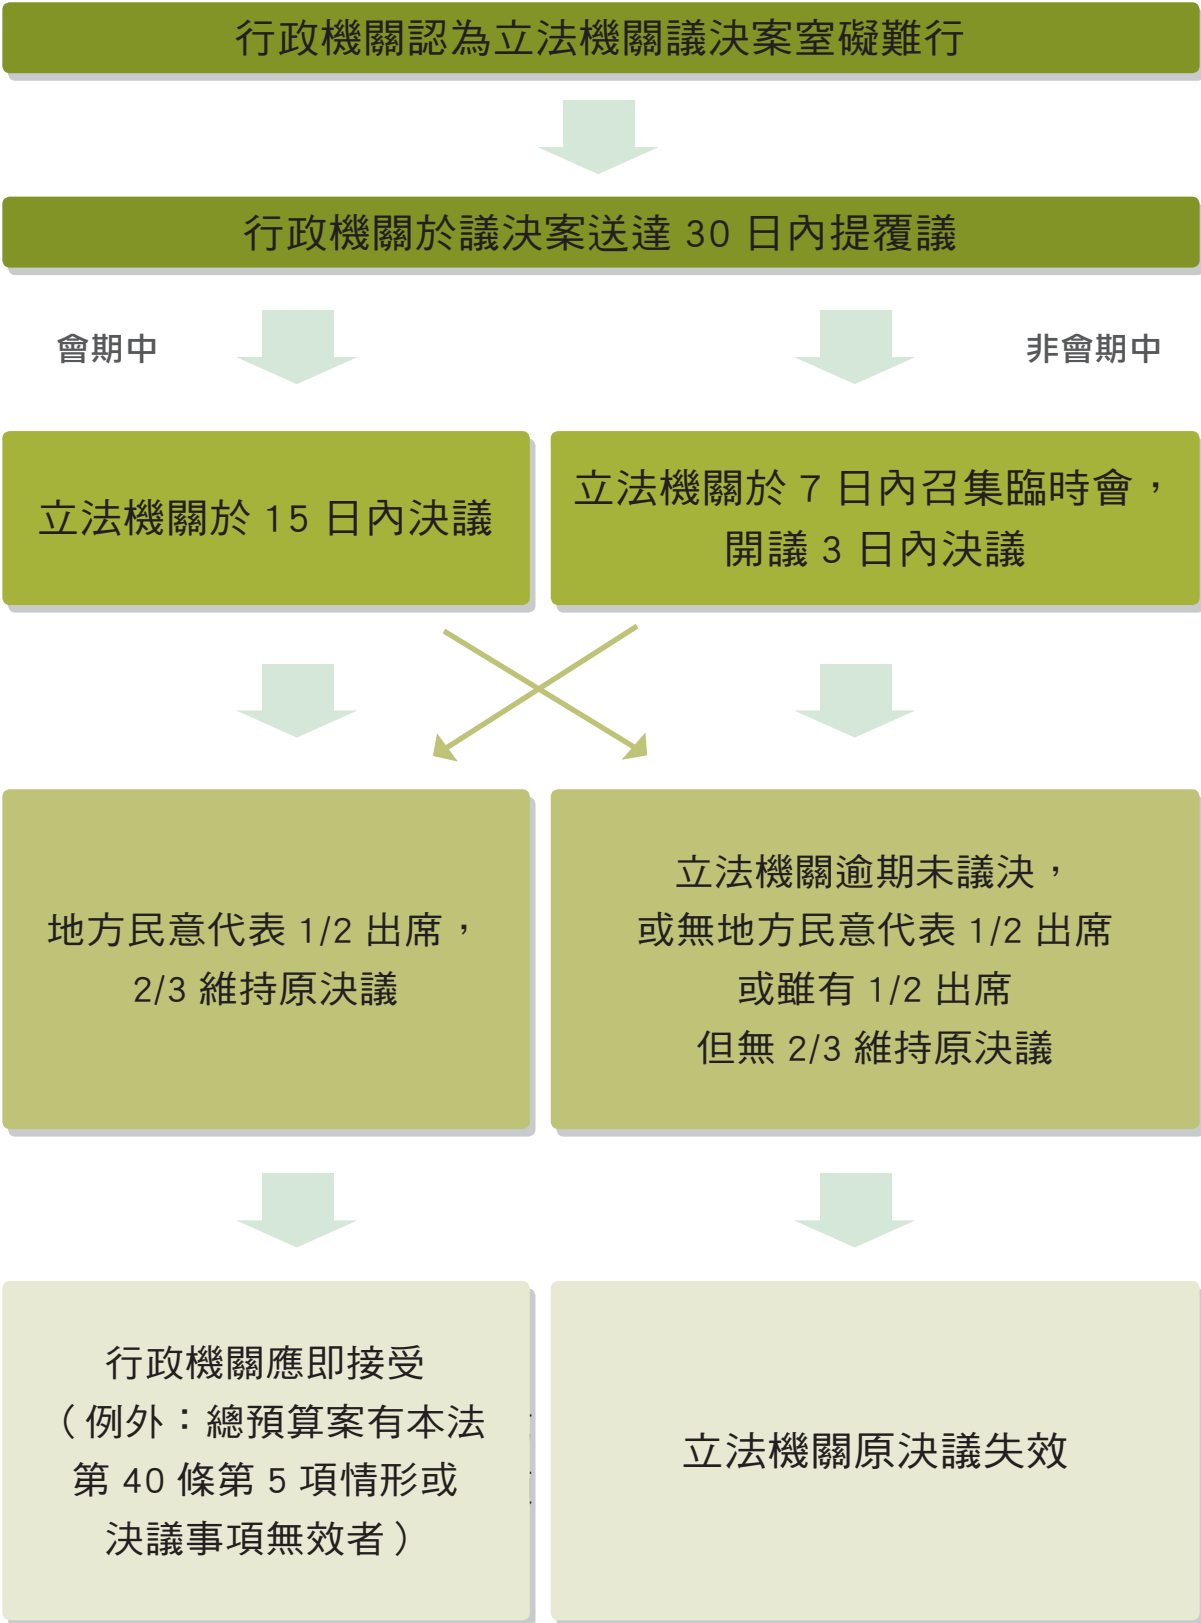 行政機關認為立法機關議決案窒礙難行
行政機關於議決案送達 30 日內提覆議
會期中
非會期中
立法機關於 15 日內決議
立法機關於 7 日內召集臨時會，
開議 3 日內決議
地方民意代表 1/2 出席，
2/3 維持原決議
立法機關逾期未議決，
或無地方民意代表 1/2 出席
或雖有 1/2 出席
但無 2/3 維持原決議
行政機關應即接受
（例外：總預算案有本法
第 40 條第 5 項情形或
決議事項無效者）
立法機關原決議失效